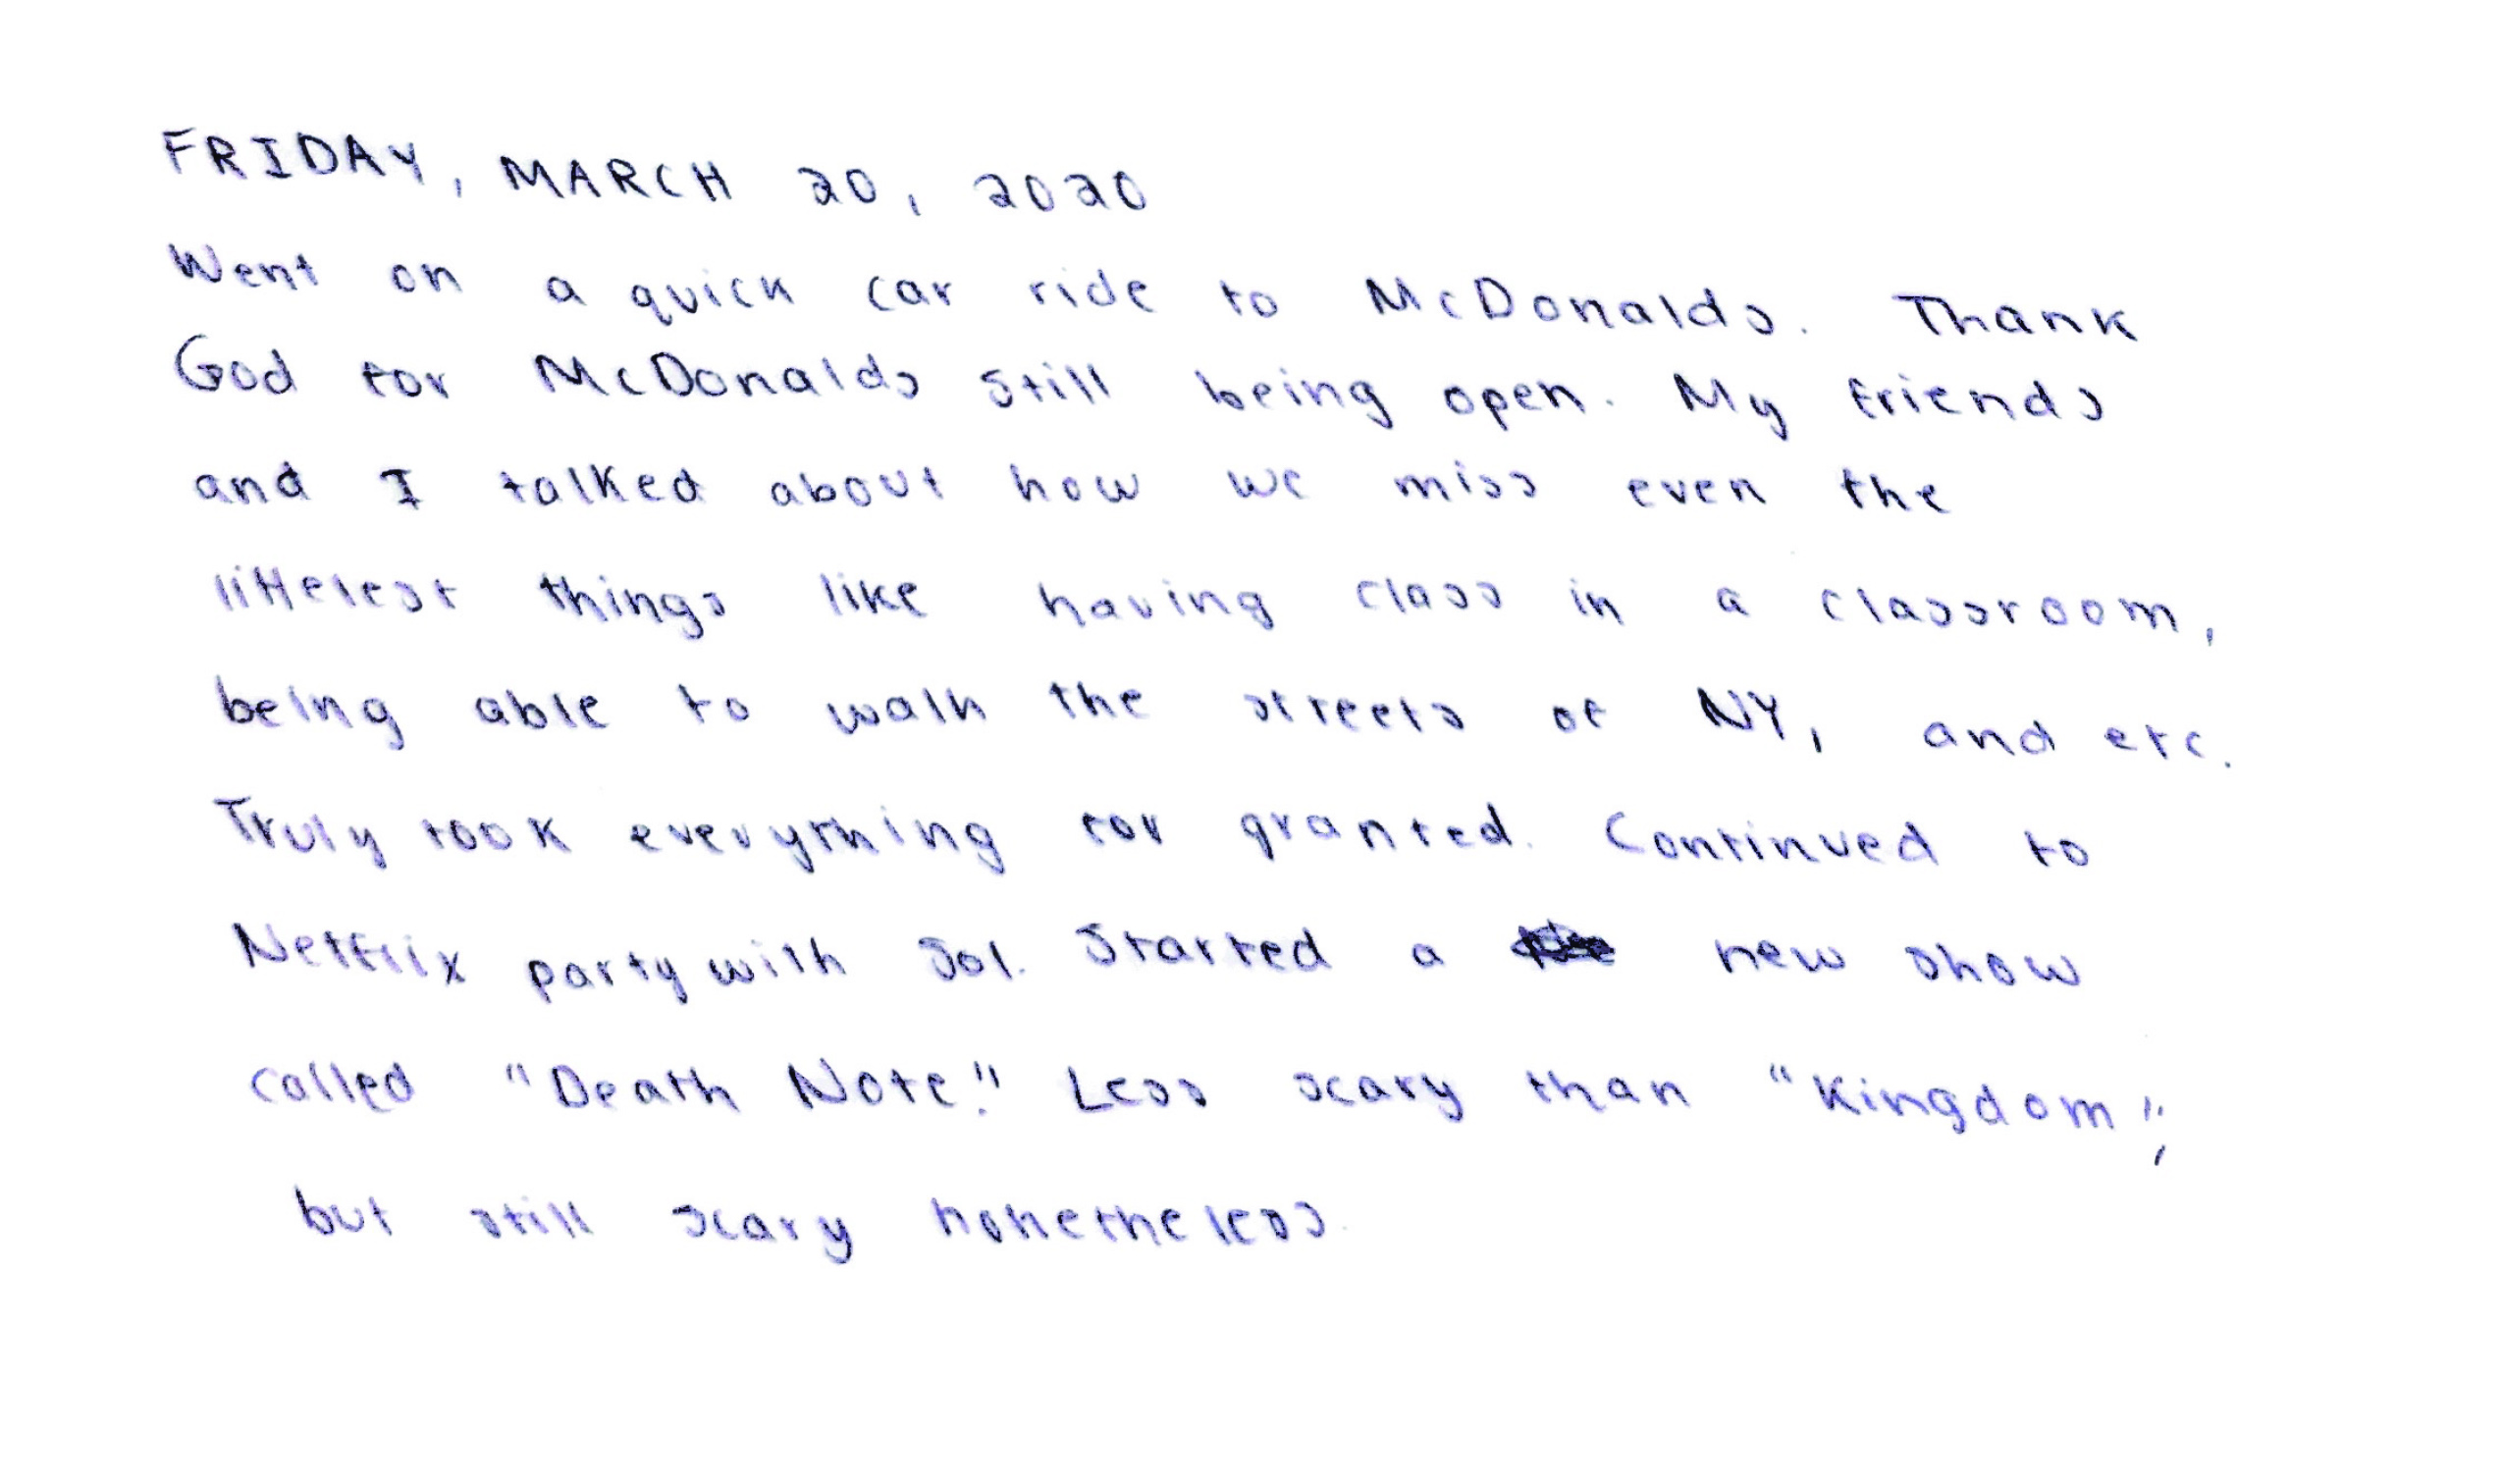 FRIDAY, MARCH 20, 2020
Went on a quick car ride to McDonalds. Thank
God for McDonalds still being open. My friends
and I talked about how we miss even the
littelest things like having class in a classroom,
being able to walk the streets of NY, and etc.
Truly took everything for granted. Continued to
Netflix party with Sol. Started a new show
called "Death Note." Less scary than "Kingdom",
but still scary nonetheless.